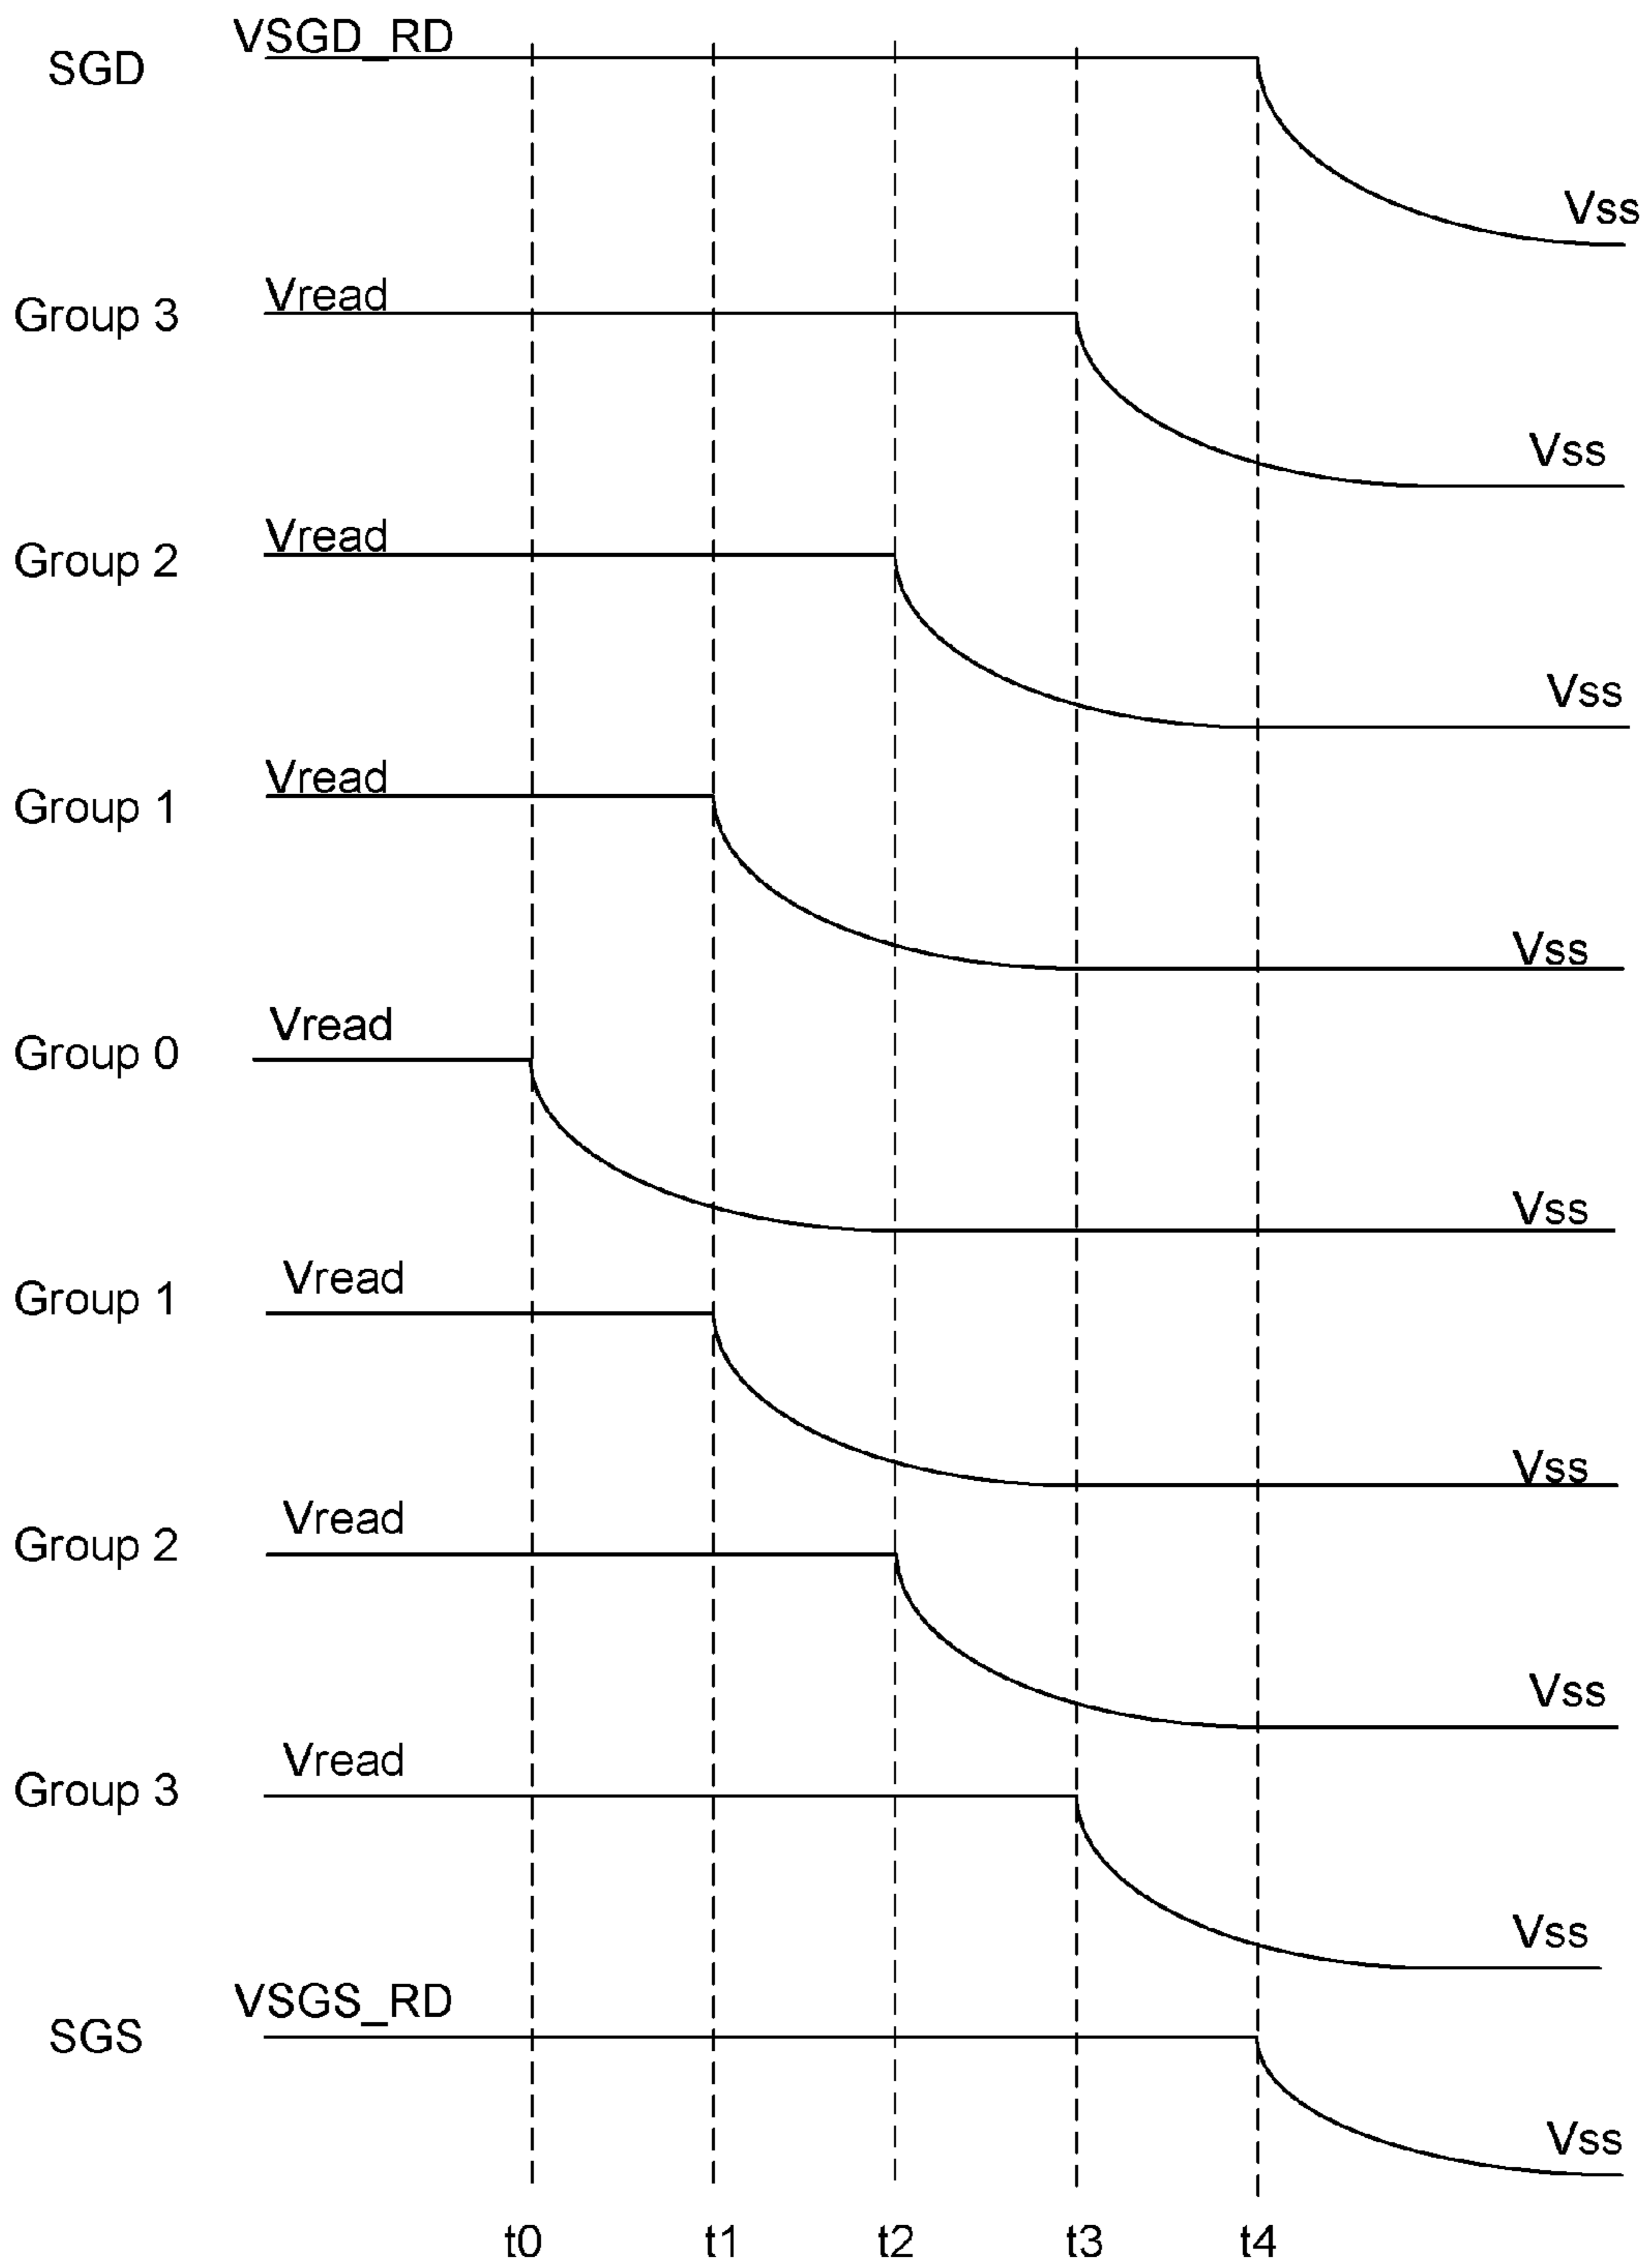 VSGD_RD
SGD
Vss
Vread
Group 3
Vss
Vread
Group 2
Vss
Vread
Group 1
Vss
Vread
Group 0
Vss
Vread
Group 1
Vss
Vread
Group 2
Vss
Vread
Group 3
Vss
VSGS_RD
SGS
Vss
t0 t1 t2 t3 t4